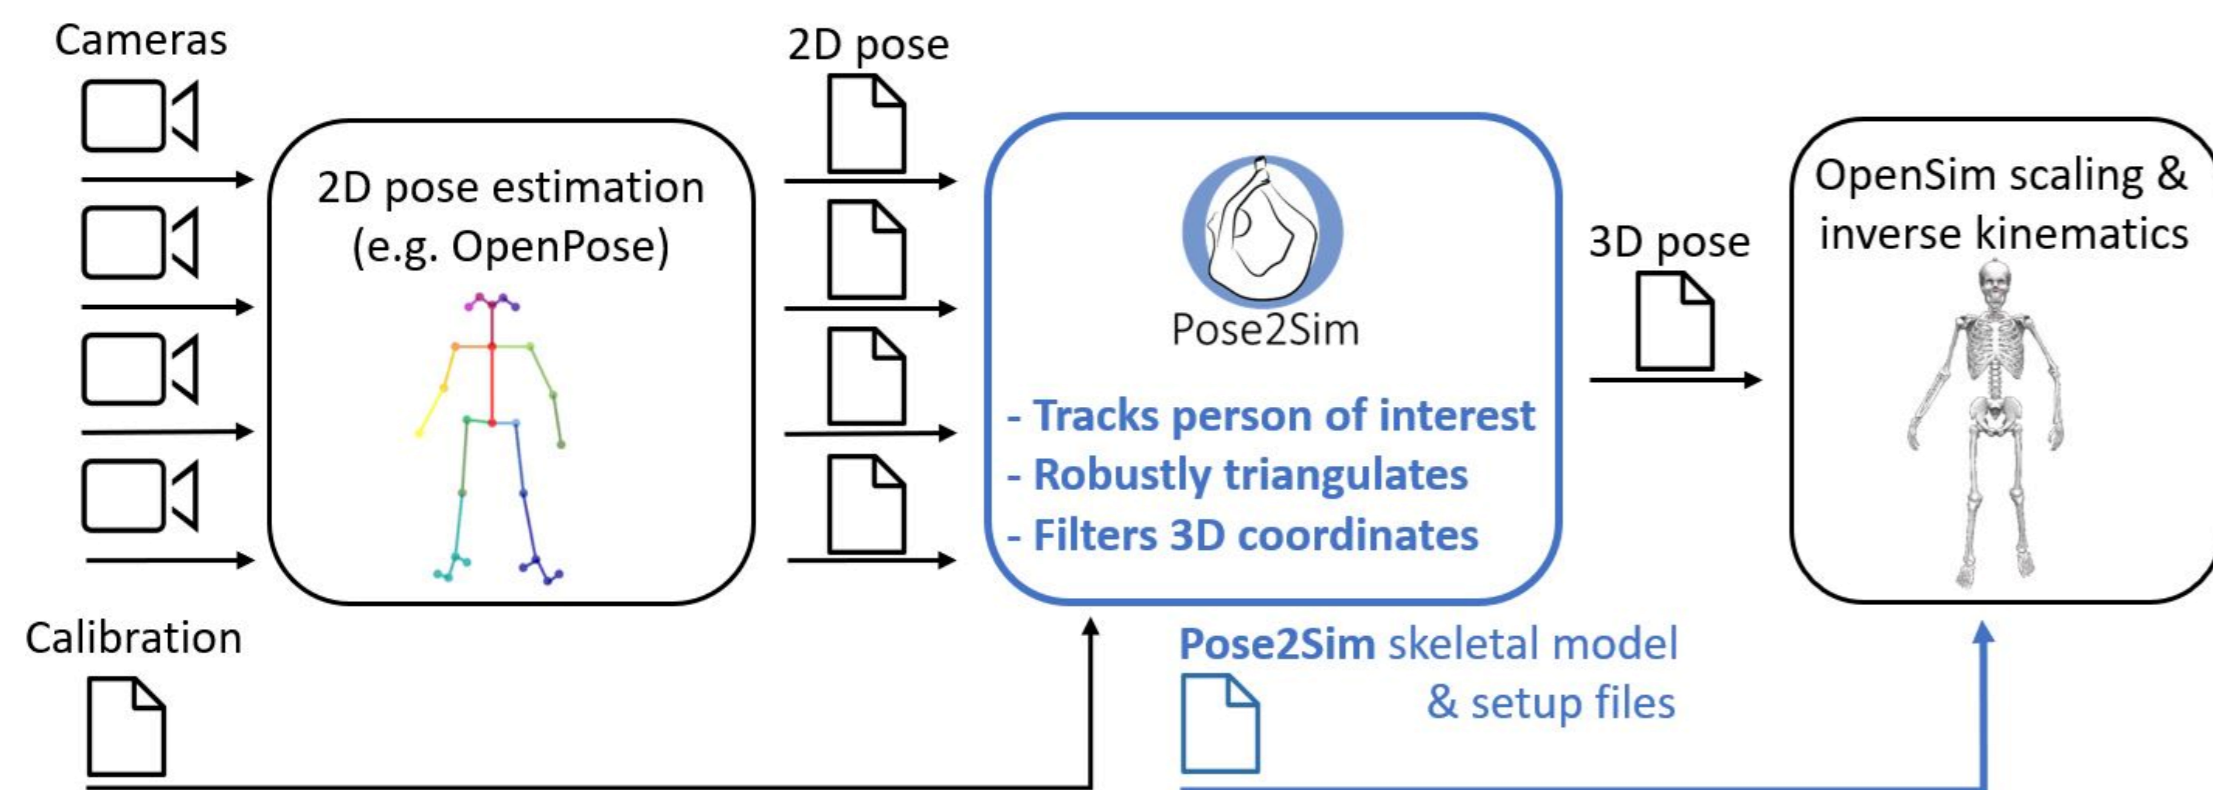 Cameras
2D pose estimation
(e.g. OpenPose)
2D pose
Pose2Sim
- Tracks person of interest
- Robustly triangulates
- Filters 3D coordinates
3D pose
OpenSim scaling &
inverse kinematics
Calibration
Pose2Sim skeletal model
& setup files